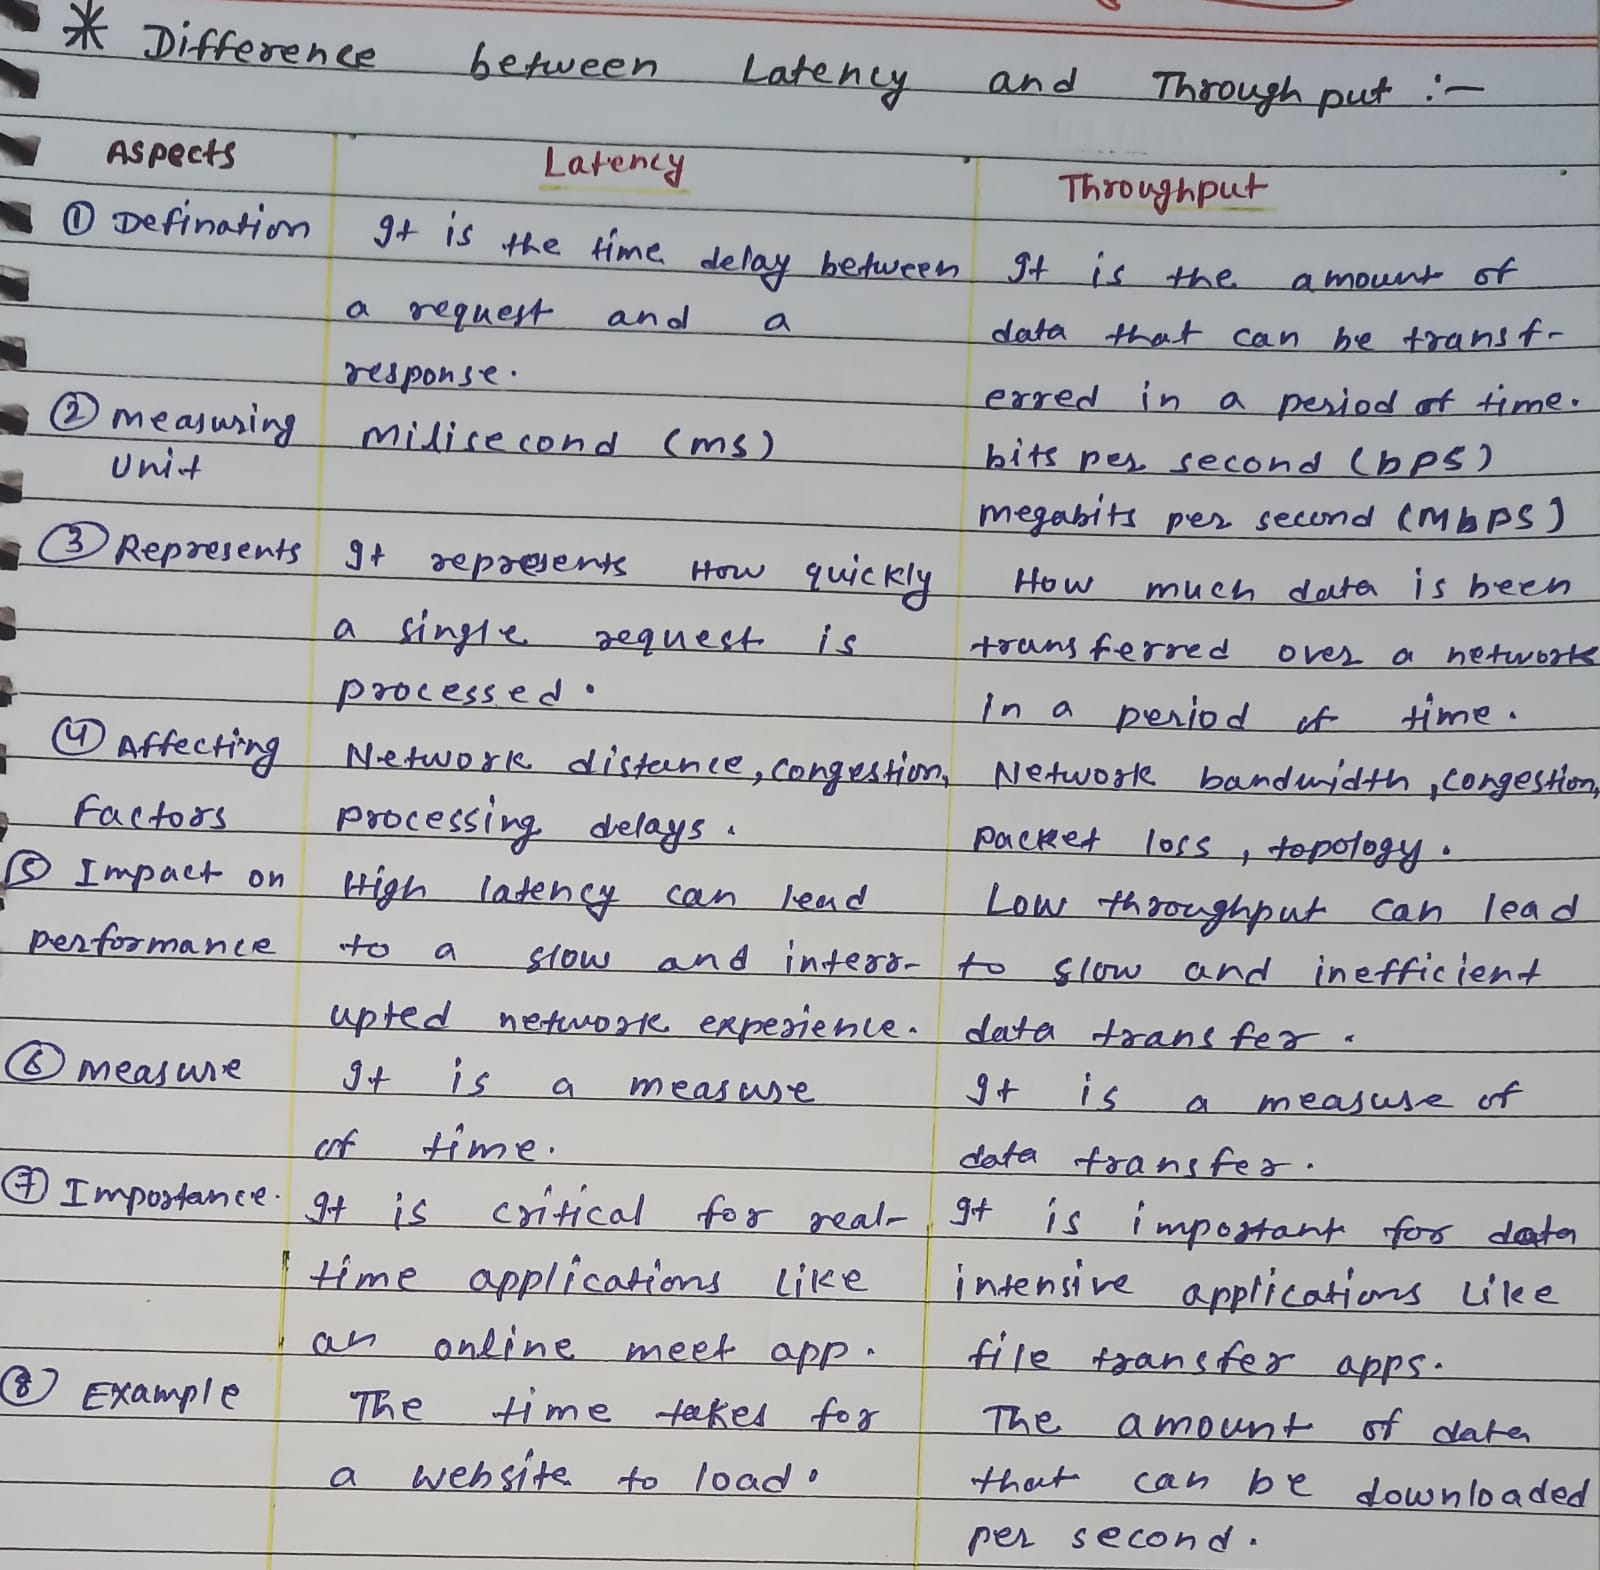 * Difference between Latency and Through put :-
Aspects Latency Throughput
① Defination It is the time delay between It is the amount of
a request and a data that can be transf-
response. erred in a period of time.
② measuring milisecond (ms) bits per second (bps)
Unit megabits per second (Mbps)
③ Represents It represents How quickly How much data is been
a single request is transferred over a network
processed. in a period of time.
④ Affecting Network distance, congestion, Network bandwidth, congestion,
Factors processing delays. packet loss, topology.
⑤ Impact on High latency can lead Low throughput can lead
performance to a slow and interr- to slow and inefficient
upted network experience. data transfer.
⑥ measure It is a measure It is a measure of
of time. data transfer.
⑦ Importance. It is critical for real- It is important for data
time applications like intensive applications like
an online meet app. file transfer apps.
⑧ Example The time takes for The amount of data
a website to load. that can be downloaded
per second.